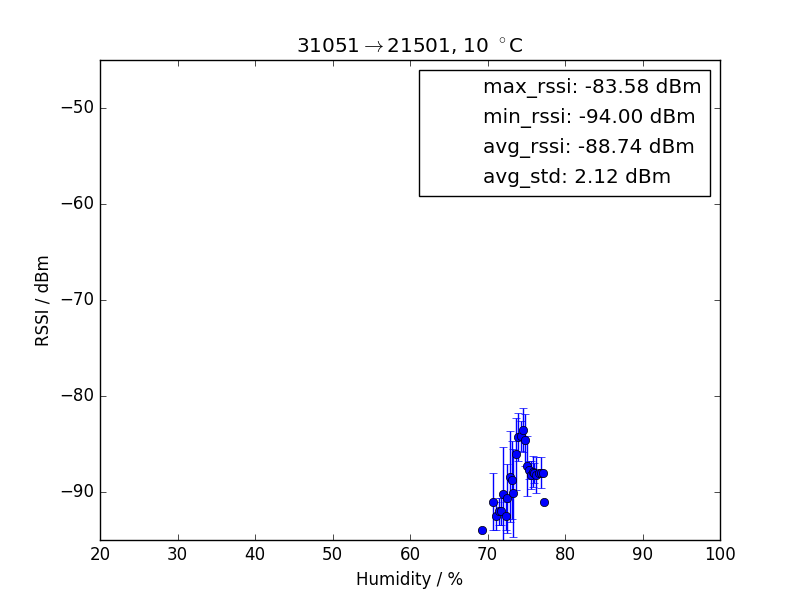 31051→21501, 10 °C
max_rssi: -83.58 dBm
min_rssi: -94.00 dBm
avg_rssi: -88.74 dBm
avg_std: 2.12 dBm
RSSI / dBm
−50
−60
−70
−80
−90
20 30 40 50 60 70 80 90 100
Humidity / %